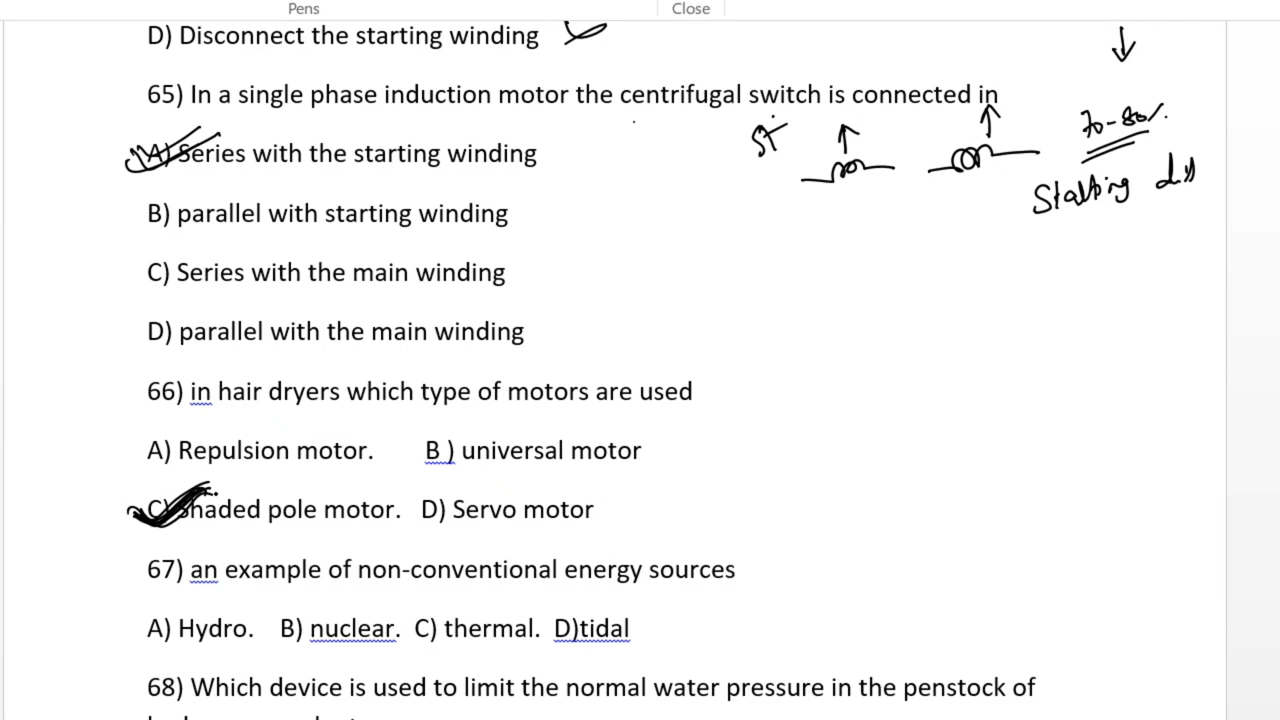 Pens Close
D) Disconnect the starting winding
65) In a single phase induction motor the centrifugal switch is connected in
70-80%
St
A) Series with the starting winding
Starting
B) parallel with starting winding
C) Series with the main winding
D) parallel with the main winding
66) in hair dryers which type of motors are used
A) Repulsion motor. B ) universal motor
C) Shaded pole motor. D) Servo motor
67) an example of non-conventional energy sources
A) Hydro. B) nuclear. C) thermal. D)tidal
68) Which device is used to limit the normal water pressure in the penstock of